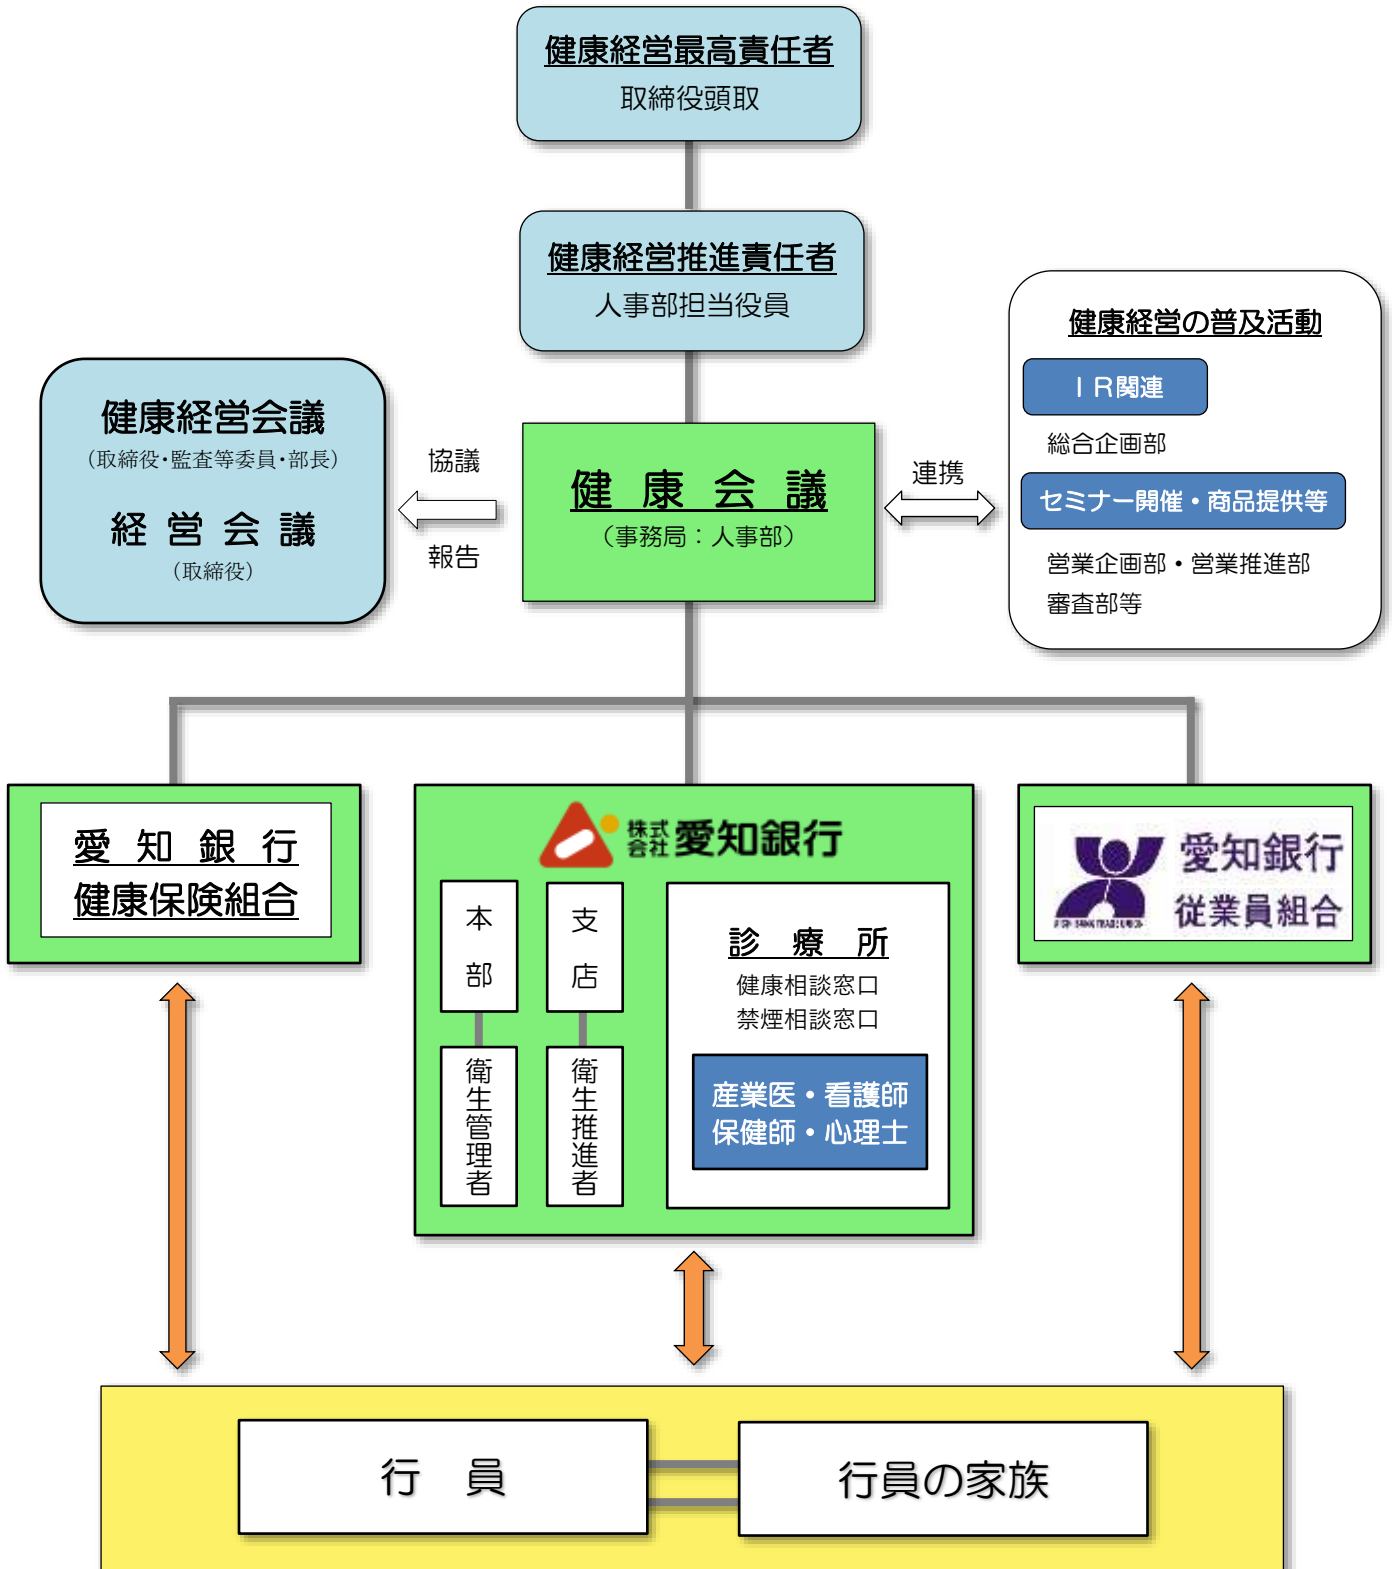 健康経営最高責任者
取締役頭取
健康経営推進責任者
人事部担当役員
健康経営の普及活動
ＩＲ関連
総合企画部
セミナー開催・商品提供等
営業企画部・営業推進部
審査部等
健康経営会議
（取締役・監査等委員・部長）
経営会議
（取締役）
協議
報告
健康会議
（事務局：人事部）
連携
愛知銀行
健康保険組合
株式会社 愛知銀行
本部
衛生管理者
支店
衛生推進者
診療所
健康相談窓口
禁煙相談窓口
産業医・看護師
保健師・心理士
愛知銀行
従業員組合
行員
行員の家族